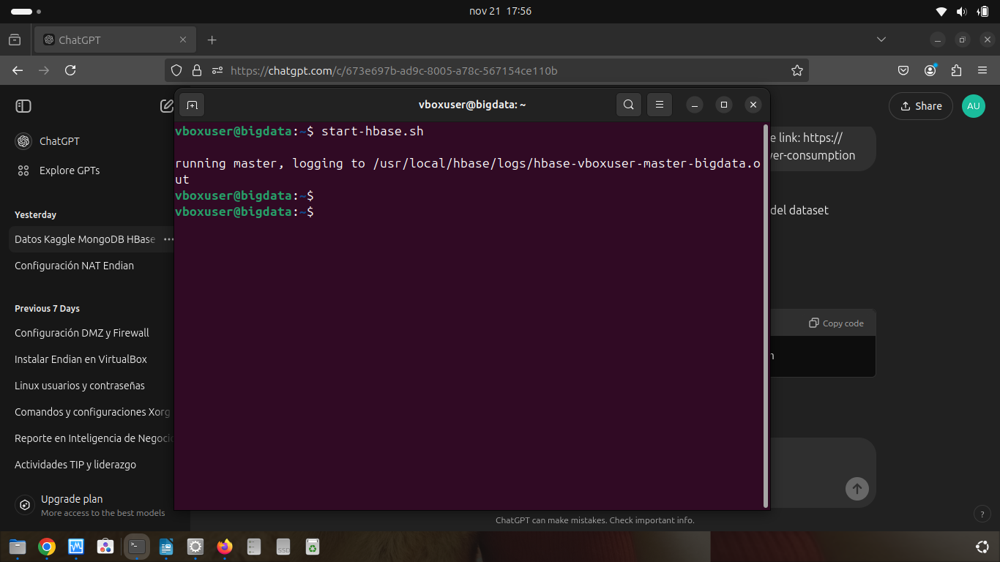 nov 21 17:56
ChatGPT
https://chatgpt.com/c/673e697b-ad9c-8005-a78c-567154ce110b
vboxuser@bigdata: ~
vboxuser@bigdata:~$ start-hbase.sh
running master, logging to /usr/local/hbase/logs/hbase-vboxuser-master-bigdata.o
ut
vboxuser@bigdata:~$
vboxuser@bigdata:~$
ChatGPT
Explore GPTs
Yesterday
Datos Kaggle MongoDB HBase
Configuración NAT Endian
Previous 7 Days
Configuración DMZ y Firewall
Instalar Endian en VirtualBox
Linux usuarios y contraseñas
Comandos y configuraciones Xorg
Reporte en Inteligencia de Negocio
Actividades TIP y liderazgo
Upgrade plan
More access to the best models
Share
AU
e link: https://
er-consumption
del dataset
Copy code
ChatGPT can make mistakes. Check important info.
?
SSD